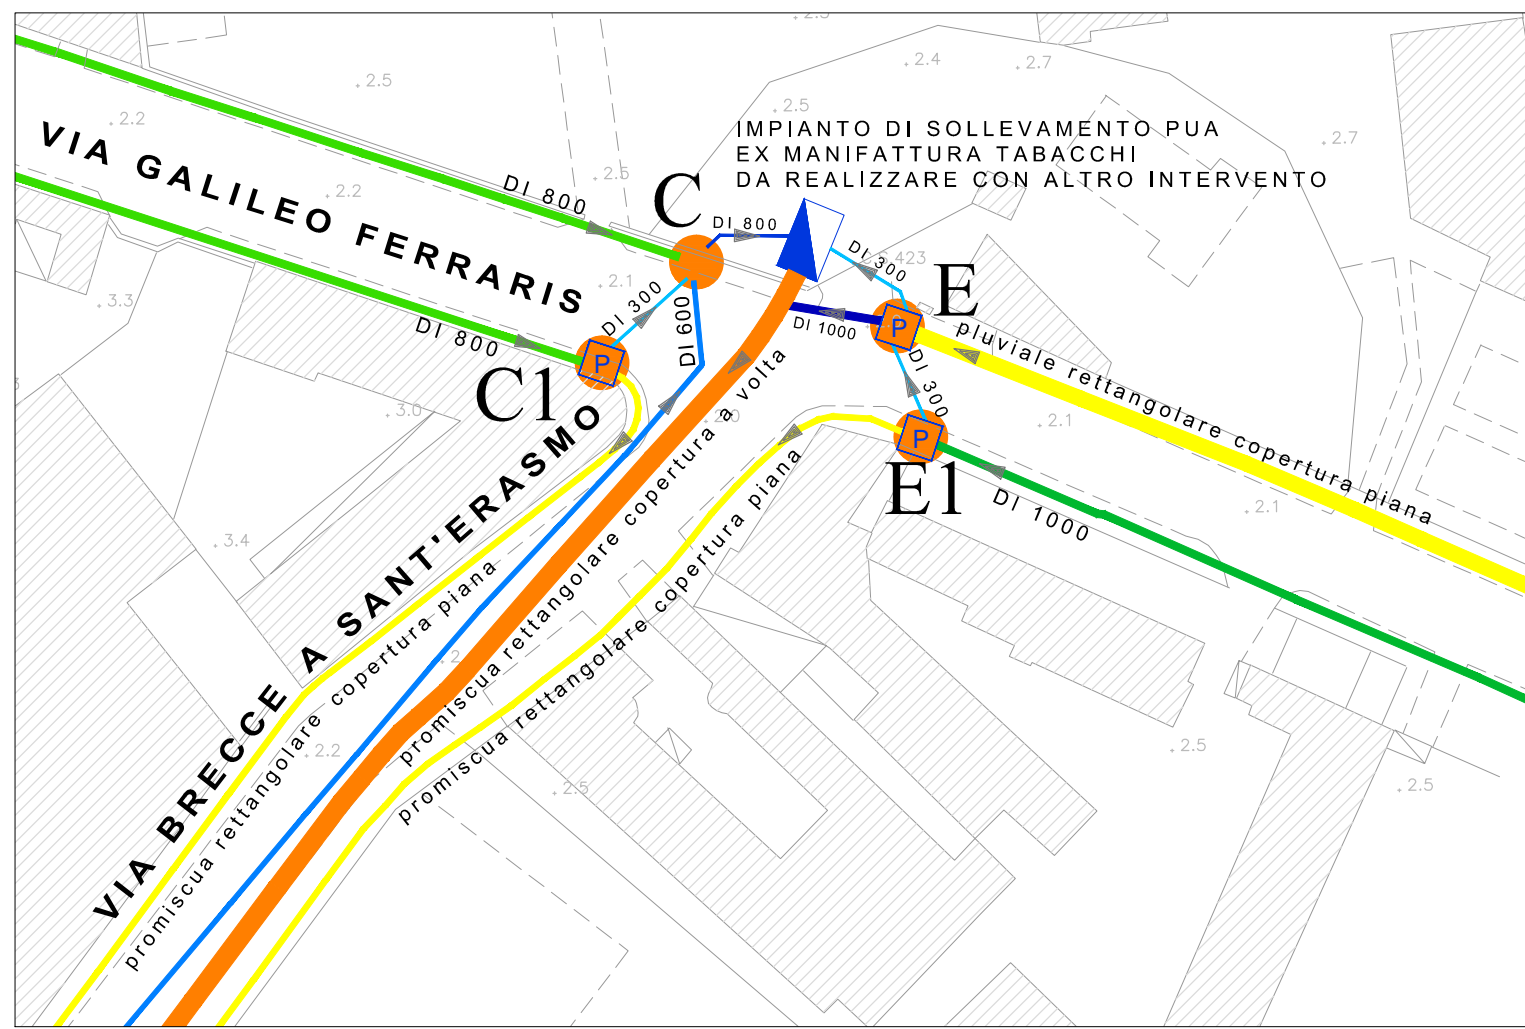 2.3
2.5
2.4
2.7
2.5
2.2
IMPIANTO DI SOLLEVAMENTO PUA
EX MANIFATTURA TABACCHI
DA REALIZZARE CON ALTRO INTERVENTO
2.7
VIA GALILEO FERRARIS
2.2
2.5
DI 800
C
DI 800
DI 300
E
2.1
3.3
DI 300
DI 600
DI 1000
P
pluviale rettangolare copertura piana
DI 800
P
C1
DI 300
3.0
2.0
2.1
P
E1
DI 1000
2.1
3.4
VIA BRECCE A SANT'ERASMO
promiscua rettangolare copertura piana
promiscua rettangolare copertura a volta
promiscua rettangolare copertura piana
2.2
2.5
2.5
2.5